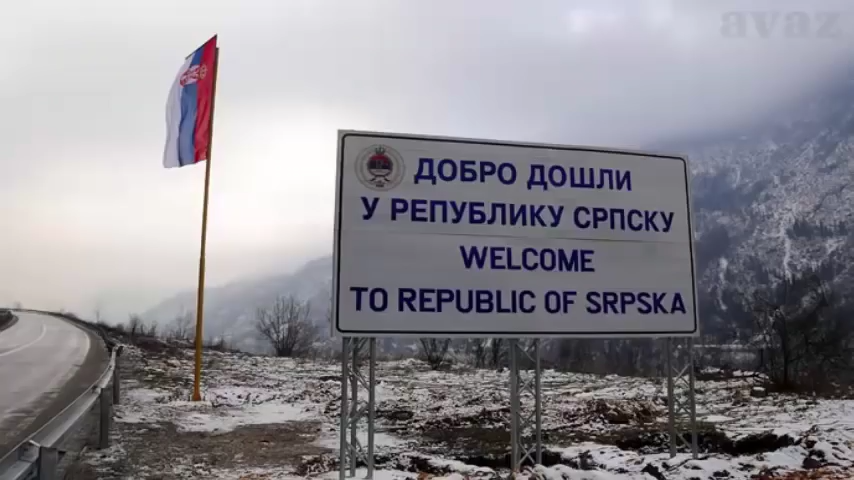 avaz
ДОБРО ДОШЛИ
У РЕПУБЛИКУ СРПСКУ
WELCOME
TO REPUBLIC OF SRPSKA